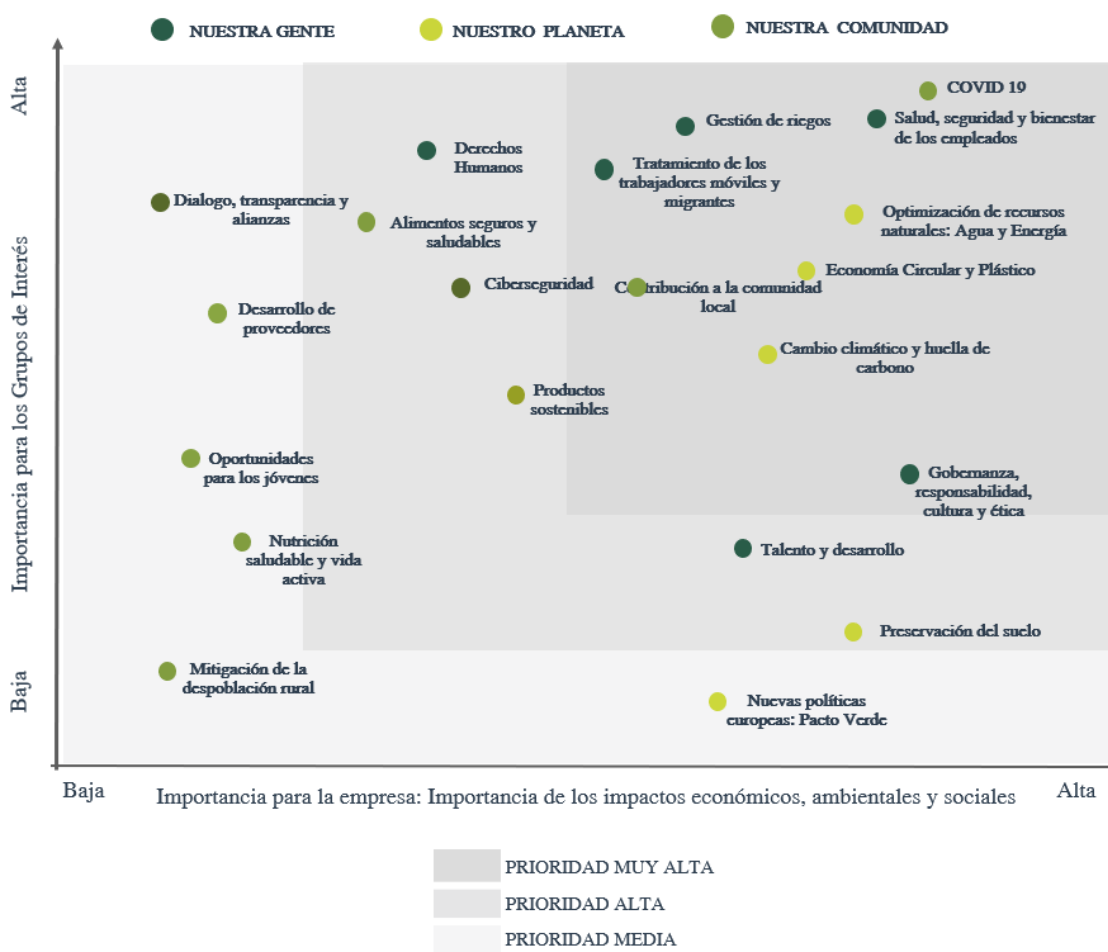 NUESTRA GENTE
NUESTRO PLANETA
NUESTRA COMUNIDAD
Alta
Importancia para los Grupos de Interés
Baja
COVID 19
Salud, seguridad y bienestar
de los empleados
Gestión de riegos
Derechos
Humanos
Tratamiento de los
trabajadores móviles y
migrantes
Dialogo, transparencia y
alianzas
Alimentos seguros y
saludables
Optimización de recursos
naturales: Agua y Energía
Economía Circular y Plástico
Ciberseguridad
Contribución a la comunidad
local
Desarrollo de
proveedores
Cambio climático y huella de
carbono
Productos
sostenibles
Oportunidades
para los jóvenes
Gobernanza,
responsabilidad,
cultura y ética
Nutrición
saludable y vida
activa
Talento y desarrollo
Preservación del suelo
Mitigación de la
despoblación rural
Nuevas políticas
europeas: Pacto Verde
Baja
Importancia para la empresa: Importancia de los impactos económicos, ambientales y sociales
Alta
PRIORIDAD MUY ALTA
PRIORIDAD ALTA
PRIORIDAD MEDIA